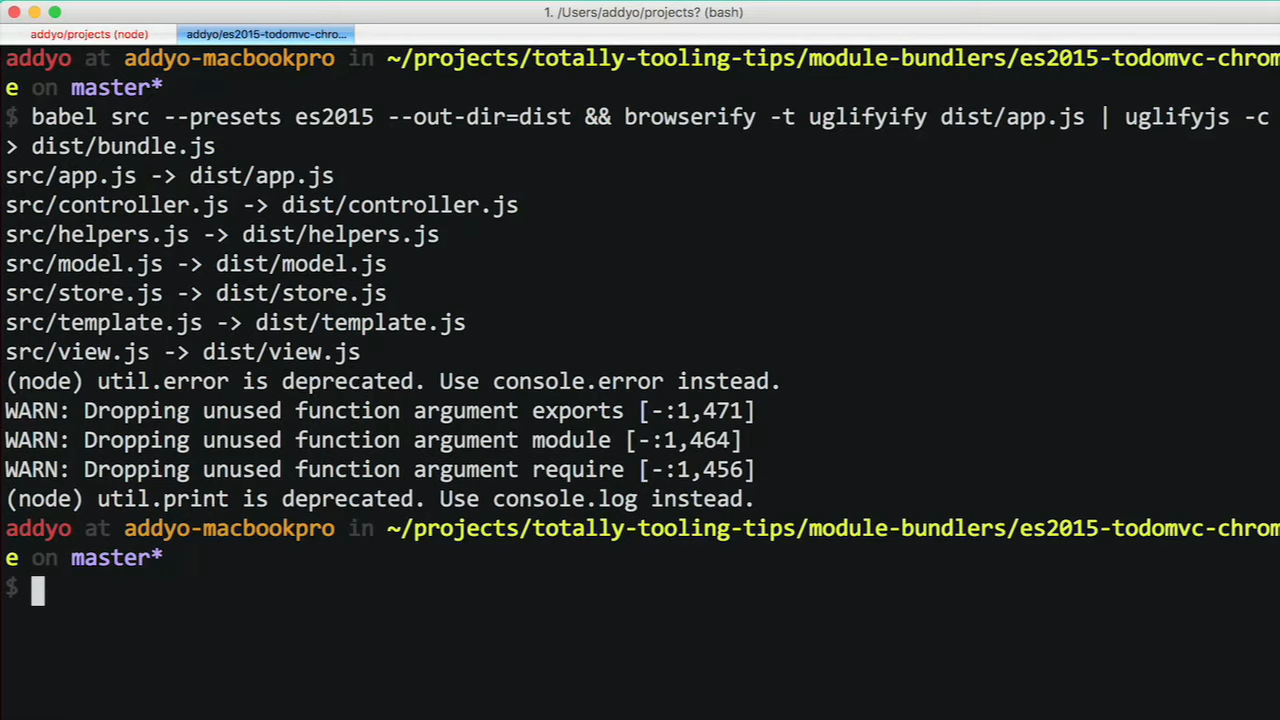 1. /Users/addyo/projects? (bash)
addyo/projects (node)
addyo/es2015-todomvc-chro...
addyo at addyo-macbookpro in ~/projects/totally-tooling-tips/module-bundlers/es2015-todomvc-chrom
e on master*
$ babel src --presets es2015 --out-dir=dist && browserify -t uglifyify dist/app.js | uglifyjs -c
> dist/bundle.js
src/app.js -> dist/app.js
src/controller.js -> dist/controller.js
src/helpers.js -> dist/helpers.js
src/model.js -> dist/model.js
src/store.js -> dist/store.js
src/template.js -> dist/template.js
src/view.js -> dist/view.js
(node) util.error is deprecated. Use console.error instead.
WARN: Dropping unused function argument exports [-:1,471]
WARN: Dropping unused function argument module [-:1,464]
WARN: Dropping unused function argument require [-:1,456]
(node) util.print is deprecated. Use console.log instead.
addyo at addyo-macbookpro in ~/projects/totally-tooling-tips/module-bundlers/es2015-todomvc-chrom
e on master*
$